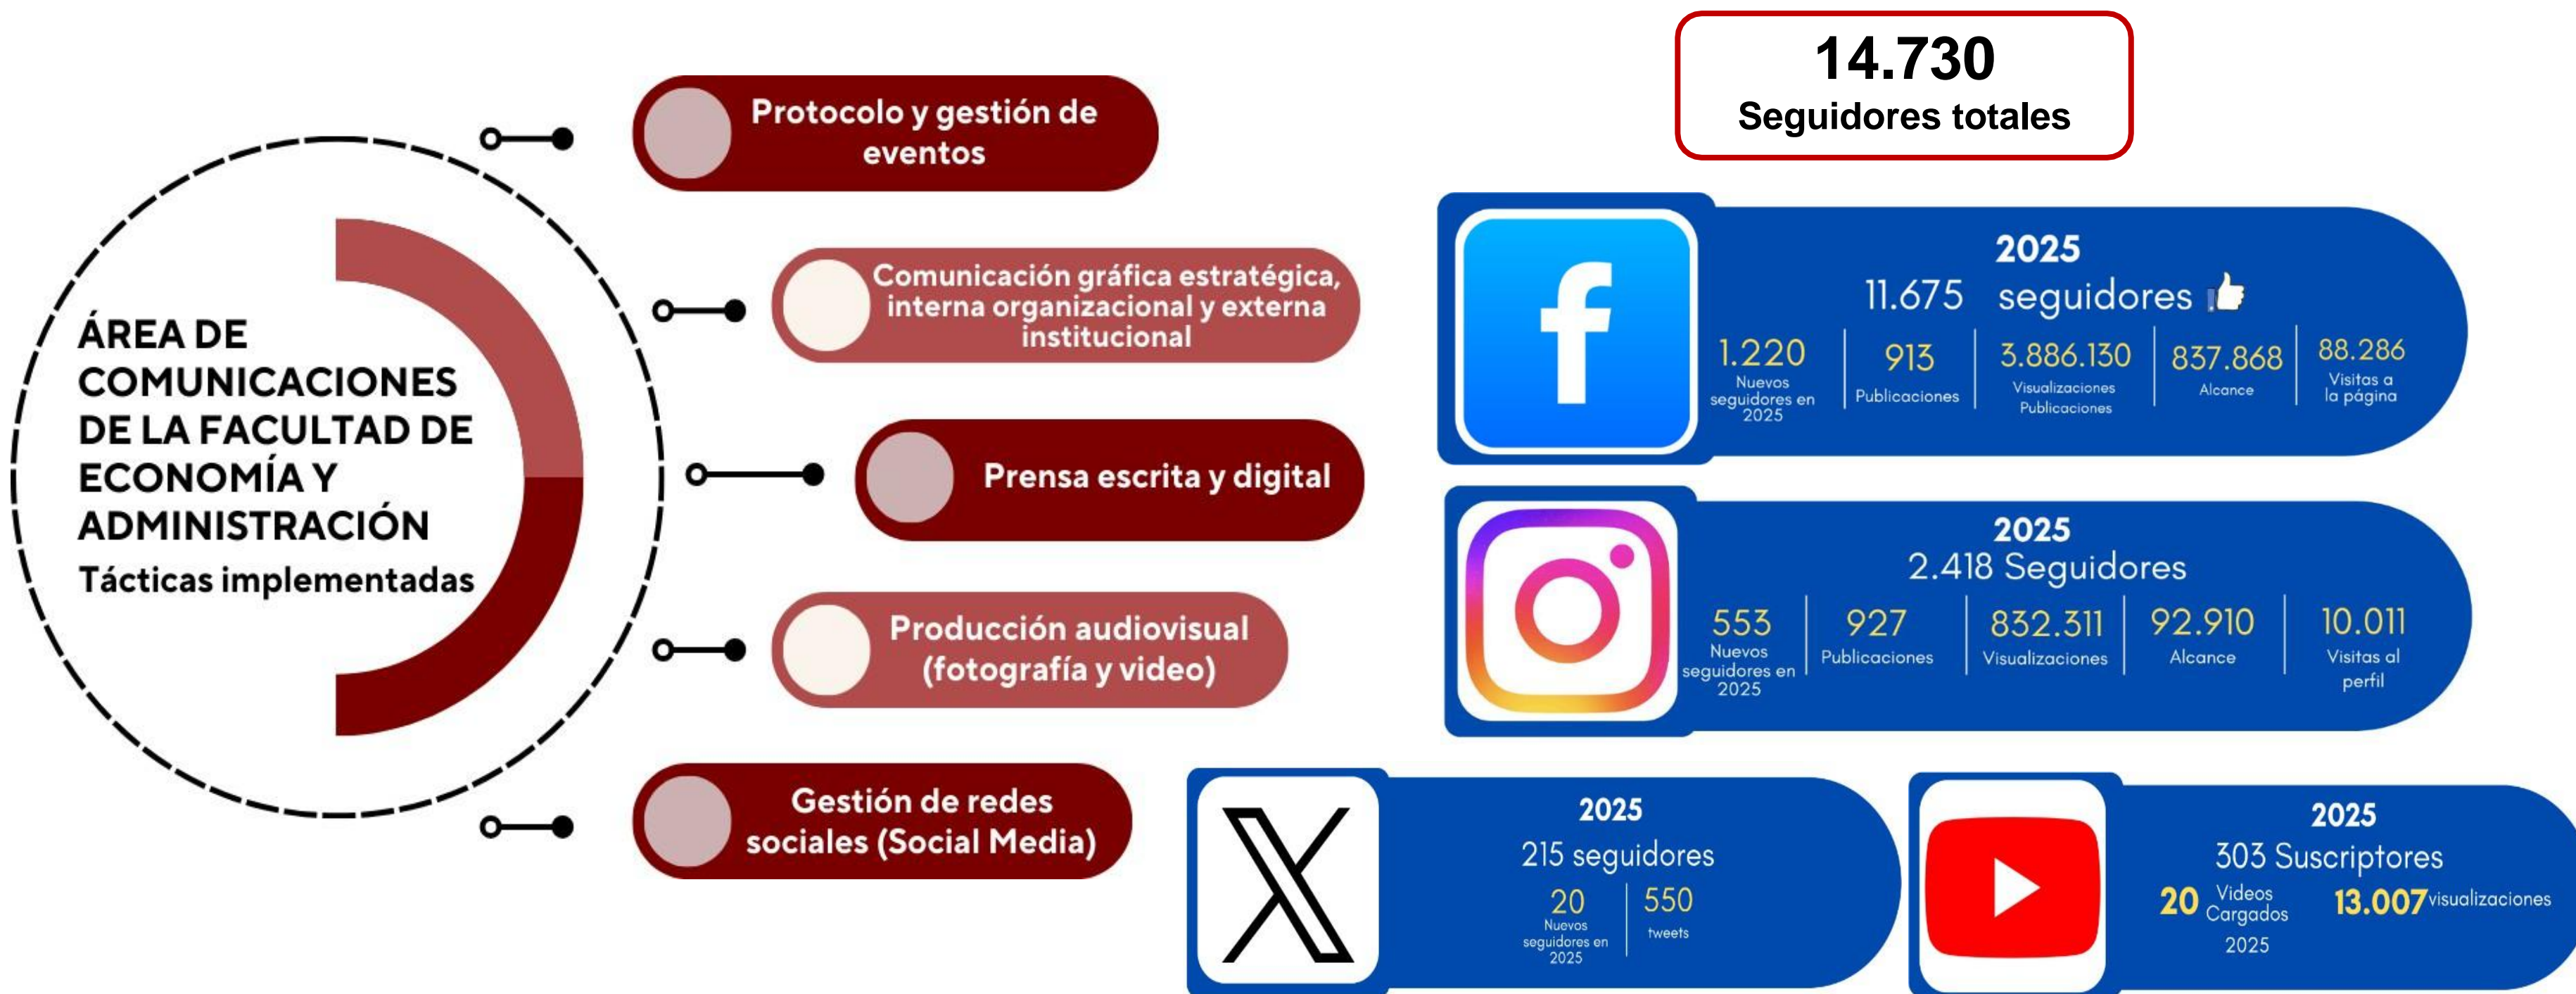 ÁREA DE
COMUNICACIONES
DE LA FACULTAD DE
ECONOMÍA Y
ADMINISTRACIÓN
Tácticas implementadas
Protocolo y gestión de
eventos
Comunicación gráfica estratégica,
interna organizacional y externa
institucional
Prensa escrita y digital
Producción audiovisual
(fotografía y video)
Gestión de redes
sociales (Social Media)
14.730
Seguidores totales
2025
11.675 seguidores
1.220
Nuevos
seguidores en
2025
913
Publicaciones
3.886.130
Visualizaciones
Publicaciones
837.868
Alcance
88.286
Visitas a
la página
2025
2.418 Seguidores
553
Nuevos
seguidores en
2025
927
Publicaciones
832.311
Visualizaciones
92.910
Alcance
10.011
Visitas al
perfil
2025
215 seguidores
20
Nuevos
seguidores en
2025
550
tweets
2025
303 Suscriptores
20 Videos
Cargados
2025
13.007 visualizaciones